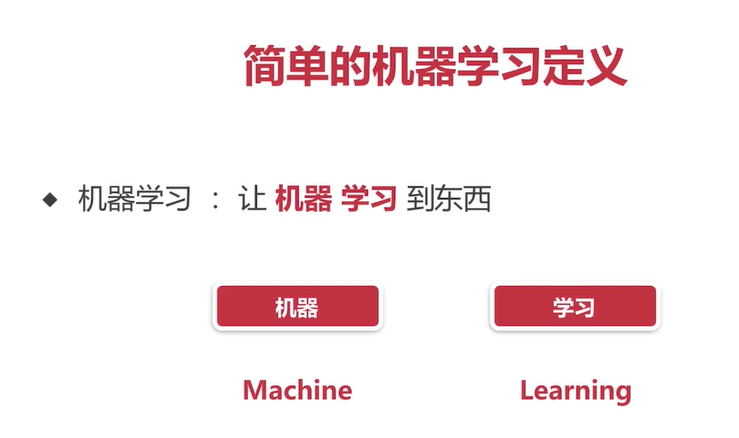 简单的机器学习定义
◆ 机器学习 ： 让 机器 学习 到东西
机器 学习
Machine Learning